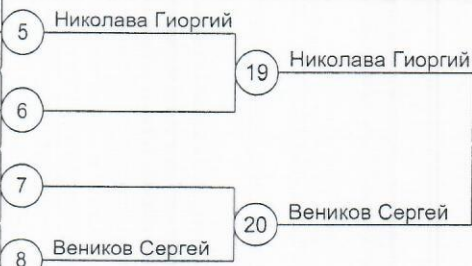 5 Николава Гиоргий
19 Николава Гиоргий
6
7
20 Веников Сергей
8 Веников Сергей